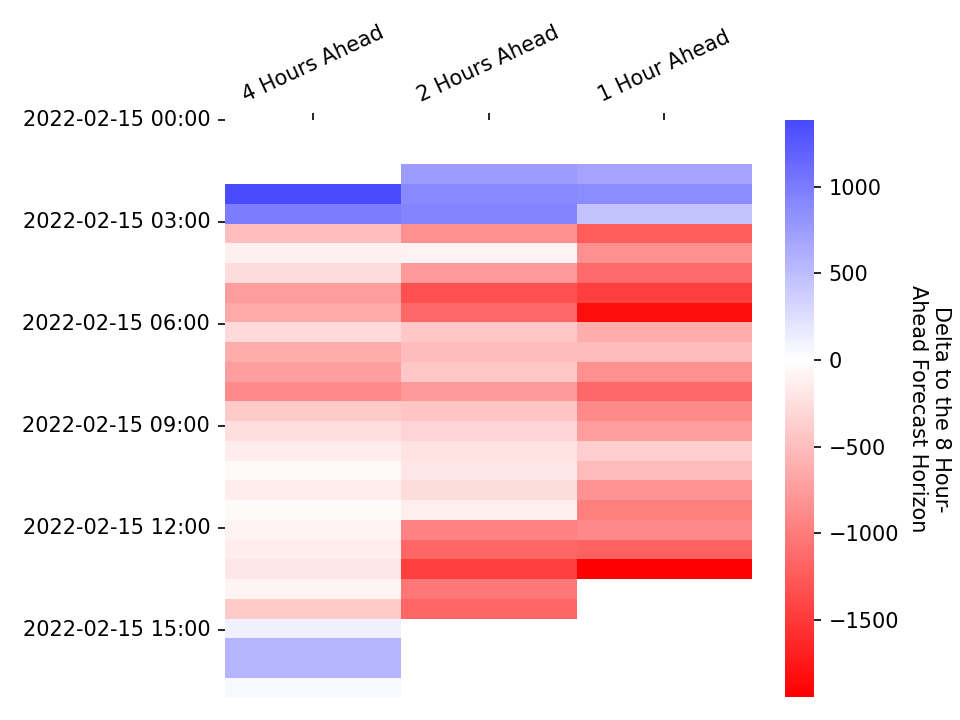 4 Hours Ahead
2 Hours Ahead
1 Hour Ahead
2022-02-15 00:00
2022-02-15 03:00
2022-02-15 06:00
2022-02-15 09:00
2022-02-15 12:00
2022-02-15 15:00
1000
500
0
−500
−1000
−1500
Delta to the 8 Hour-
Ahead Forecast Horizon